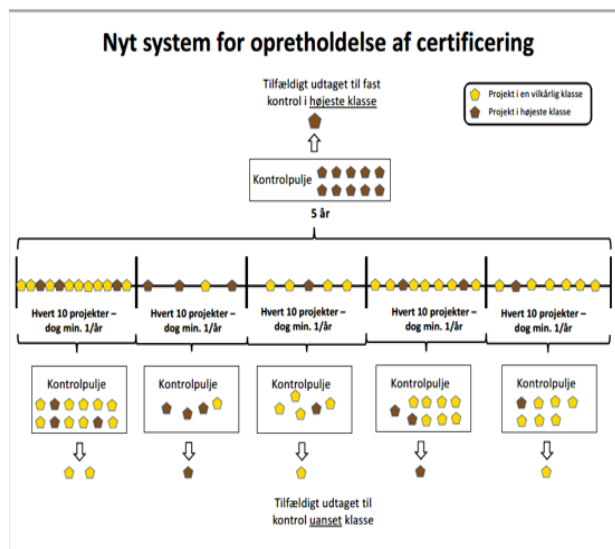 Nyt system for opretholdelse af certificering
Tilfældigt udtaget til fast
kontrol i højeste klasse
Projekt i en vilkårlig klasse
Projekt i højeste klasse
Kontrolpulje
5 år
Hvert 10 projekter –
dog min. 1/år
Hvert 10 projekter –
dog min. 1/år
Hvert 10 projekter –
dog min. 1/år
Hvert 10 projekter –
dog min. 1/år
Hvert 10 projekter –
dog min. 1/år
Kontrolpulje
Kontrolpulje
Kontrolpulje
Kontrolpulje
Kontrolpulje
Tilfældigt udtaget til
kontrol uanset klasse